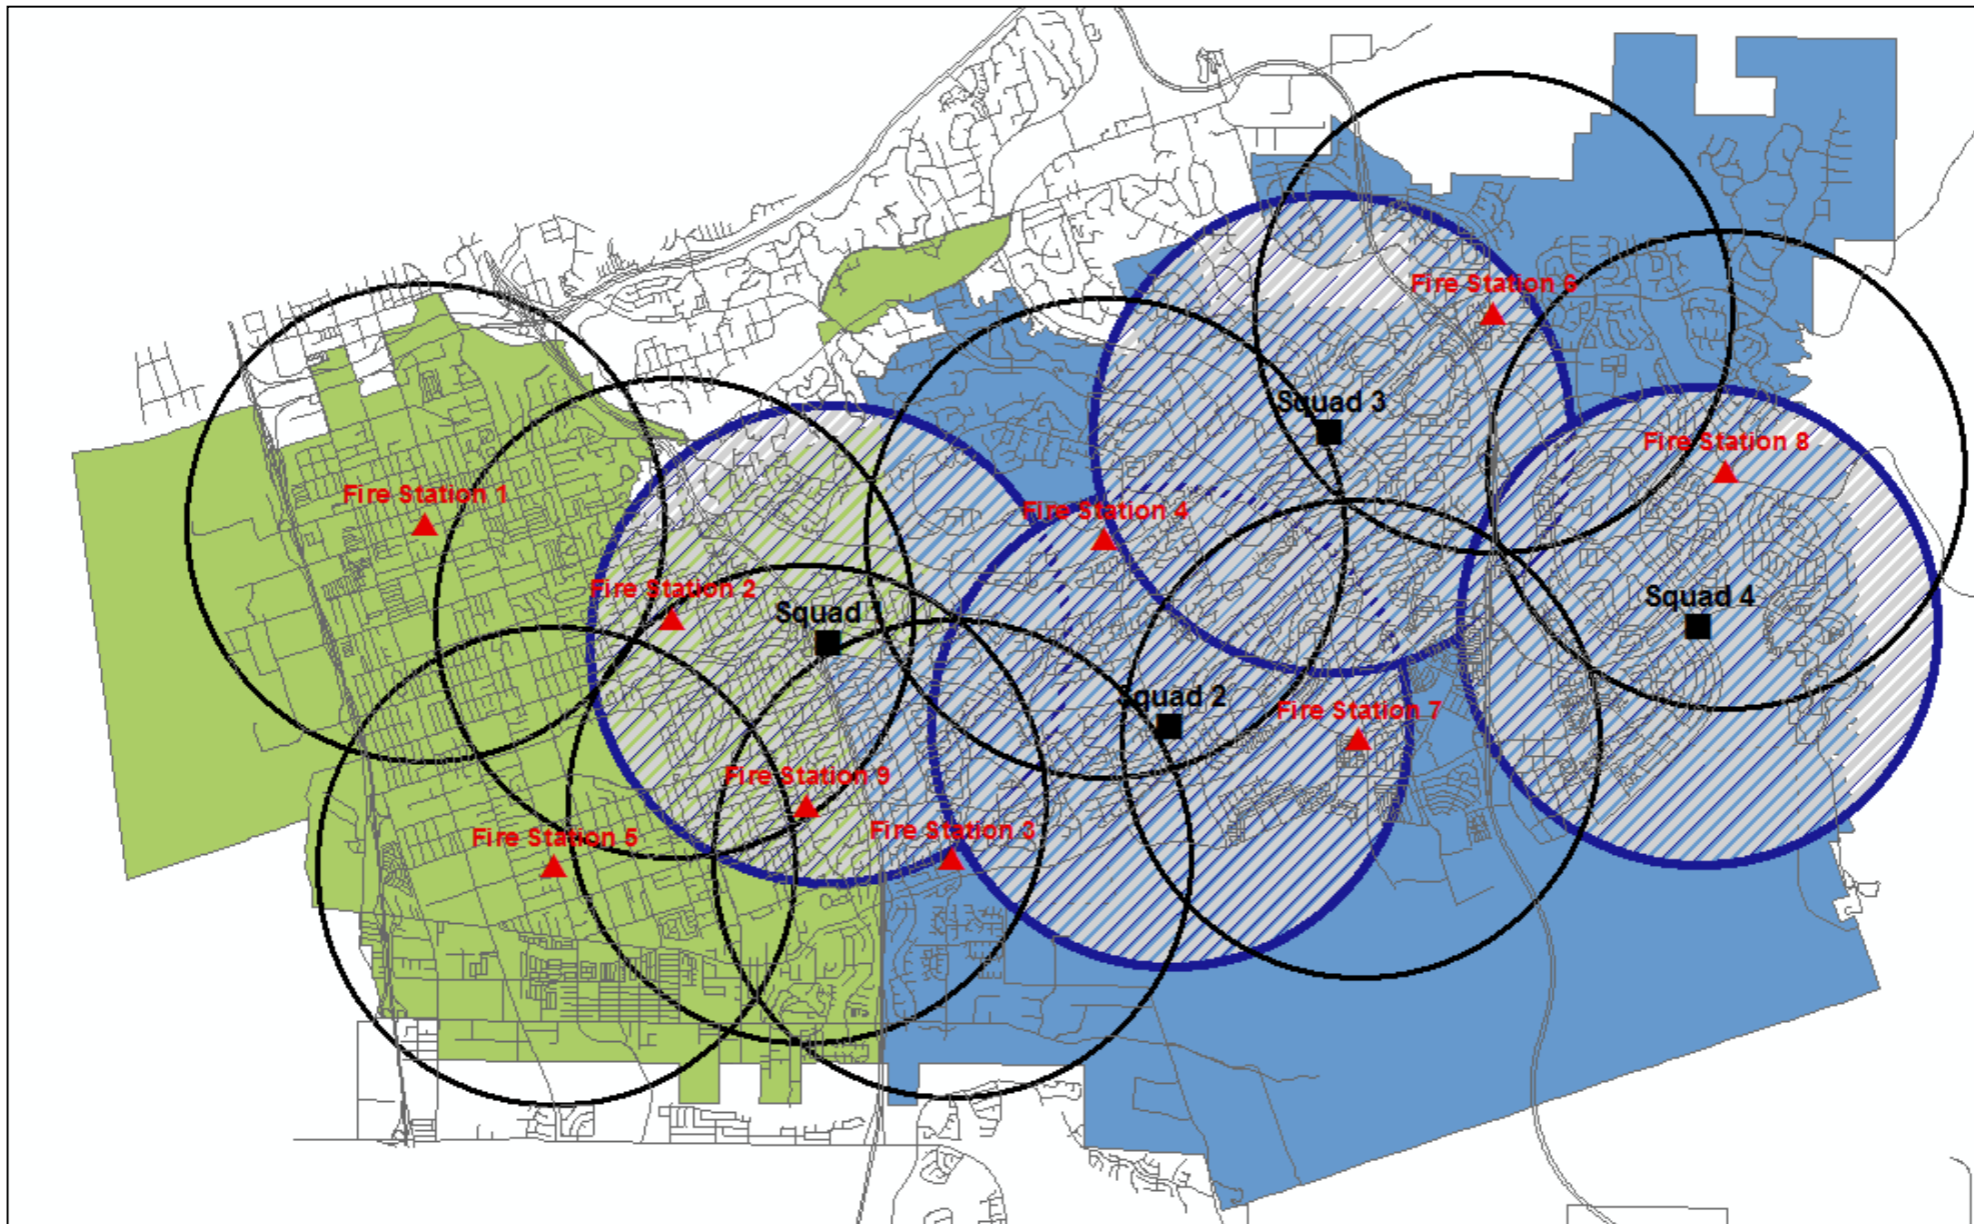 Fire Station 6
Squad 3
Fire Station 8
Fire Station 1
Fire Station 4
Fire Station 2
Squad 1
Squad 4
Squad 2
Fire Station 7
Fire Station 9
Fire Station 3
Fire Station 5